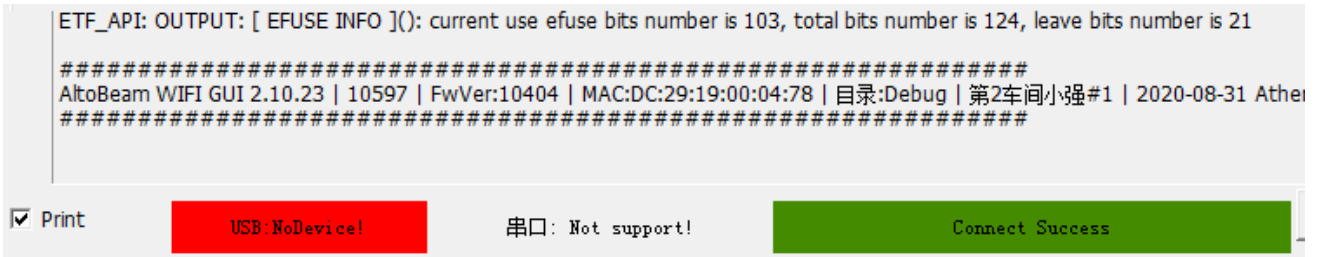 ETF_API: OUTPUT: [ EFUSE INFO ](): current use efuse bits number is 103, total bits number is 124, leave bits number is 21
##############################################################
AltoBeam WIFI GUI 2.10.23 | 10597 | FwVer:10404 | MAC:DC:29:19:00:04:78 | 目录:Debug | 第2车间小强#1 | 2020-08-31
##############################################################
Print USB:NoDevice! 串口: Not support! Connect Success